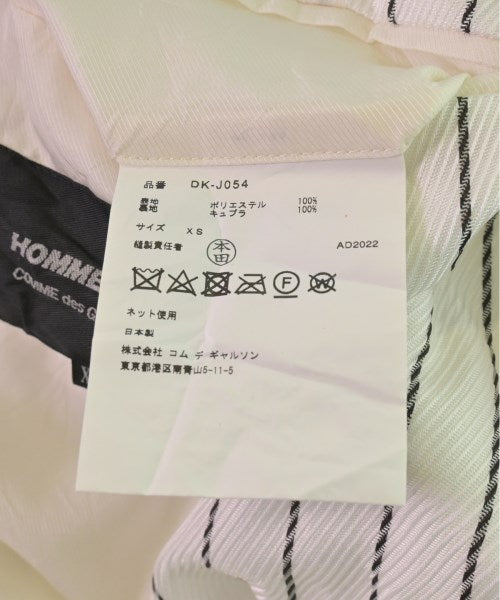 HOMME
COMME des G
X
品番 DK-J054
表地 ポリエステル 100%
裏地 キュプラ 100%
サイズ XS
縫製責任者 本田 AD2022
P W
ネット使用
日本製
株式会社 コム デ ギャルソン
東京都港区南青山5-11-5